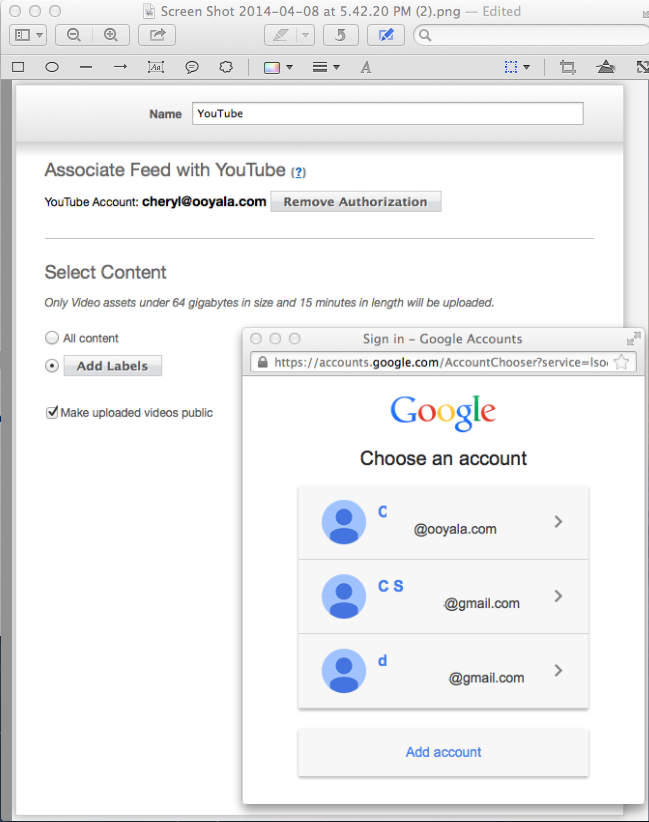 Screen Shot 2014-04-08 at 5.42.20 PM (2).png — Edited
Name YouTube
Associate Feed with YouTube (?)
YouTube Account: cheryl@ooyala.com Remove Authorization
Select Content
Only Video assets under 64 gigabytes in size and 15 minutes in length will be uploaded.
All content
Add Labels
Make uploaded videos public
Sign in – Google Accounts
https://accounts.google.com/AccountChooser?service=lso
Google
Choose an account
C
@ooyala.com
C S
@gmail.com
d
@gmail.com
Add account